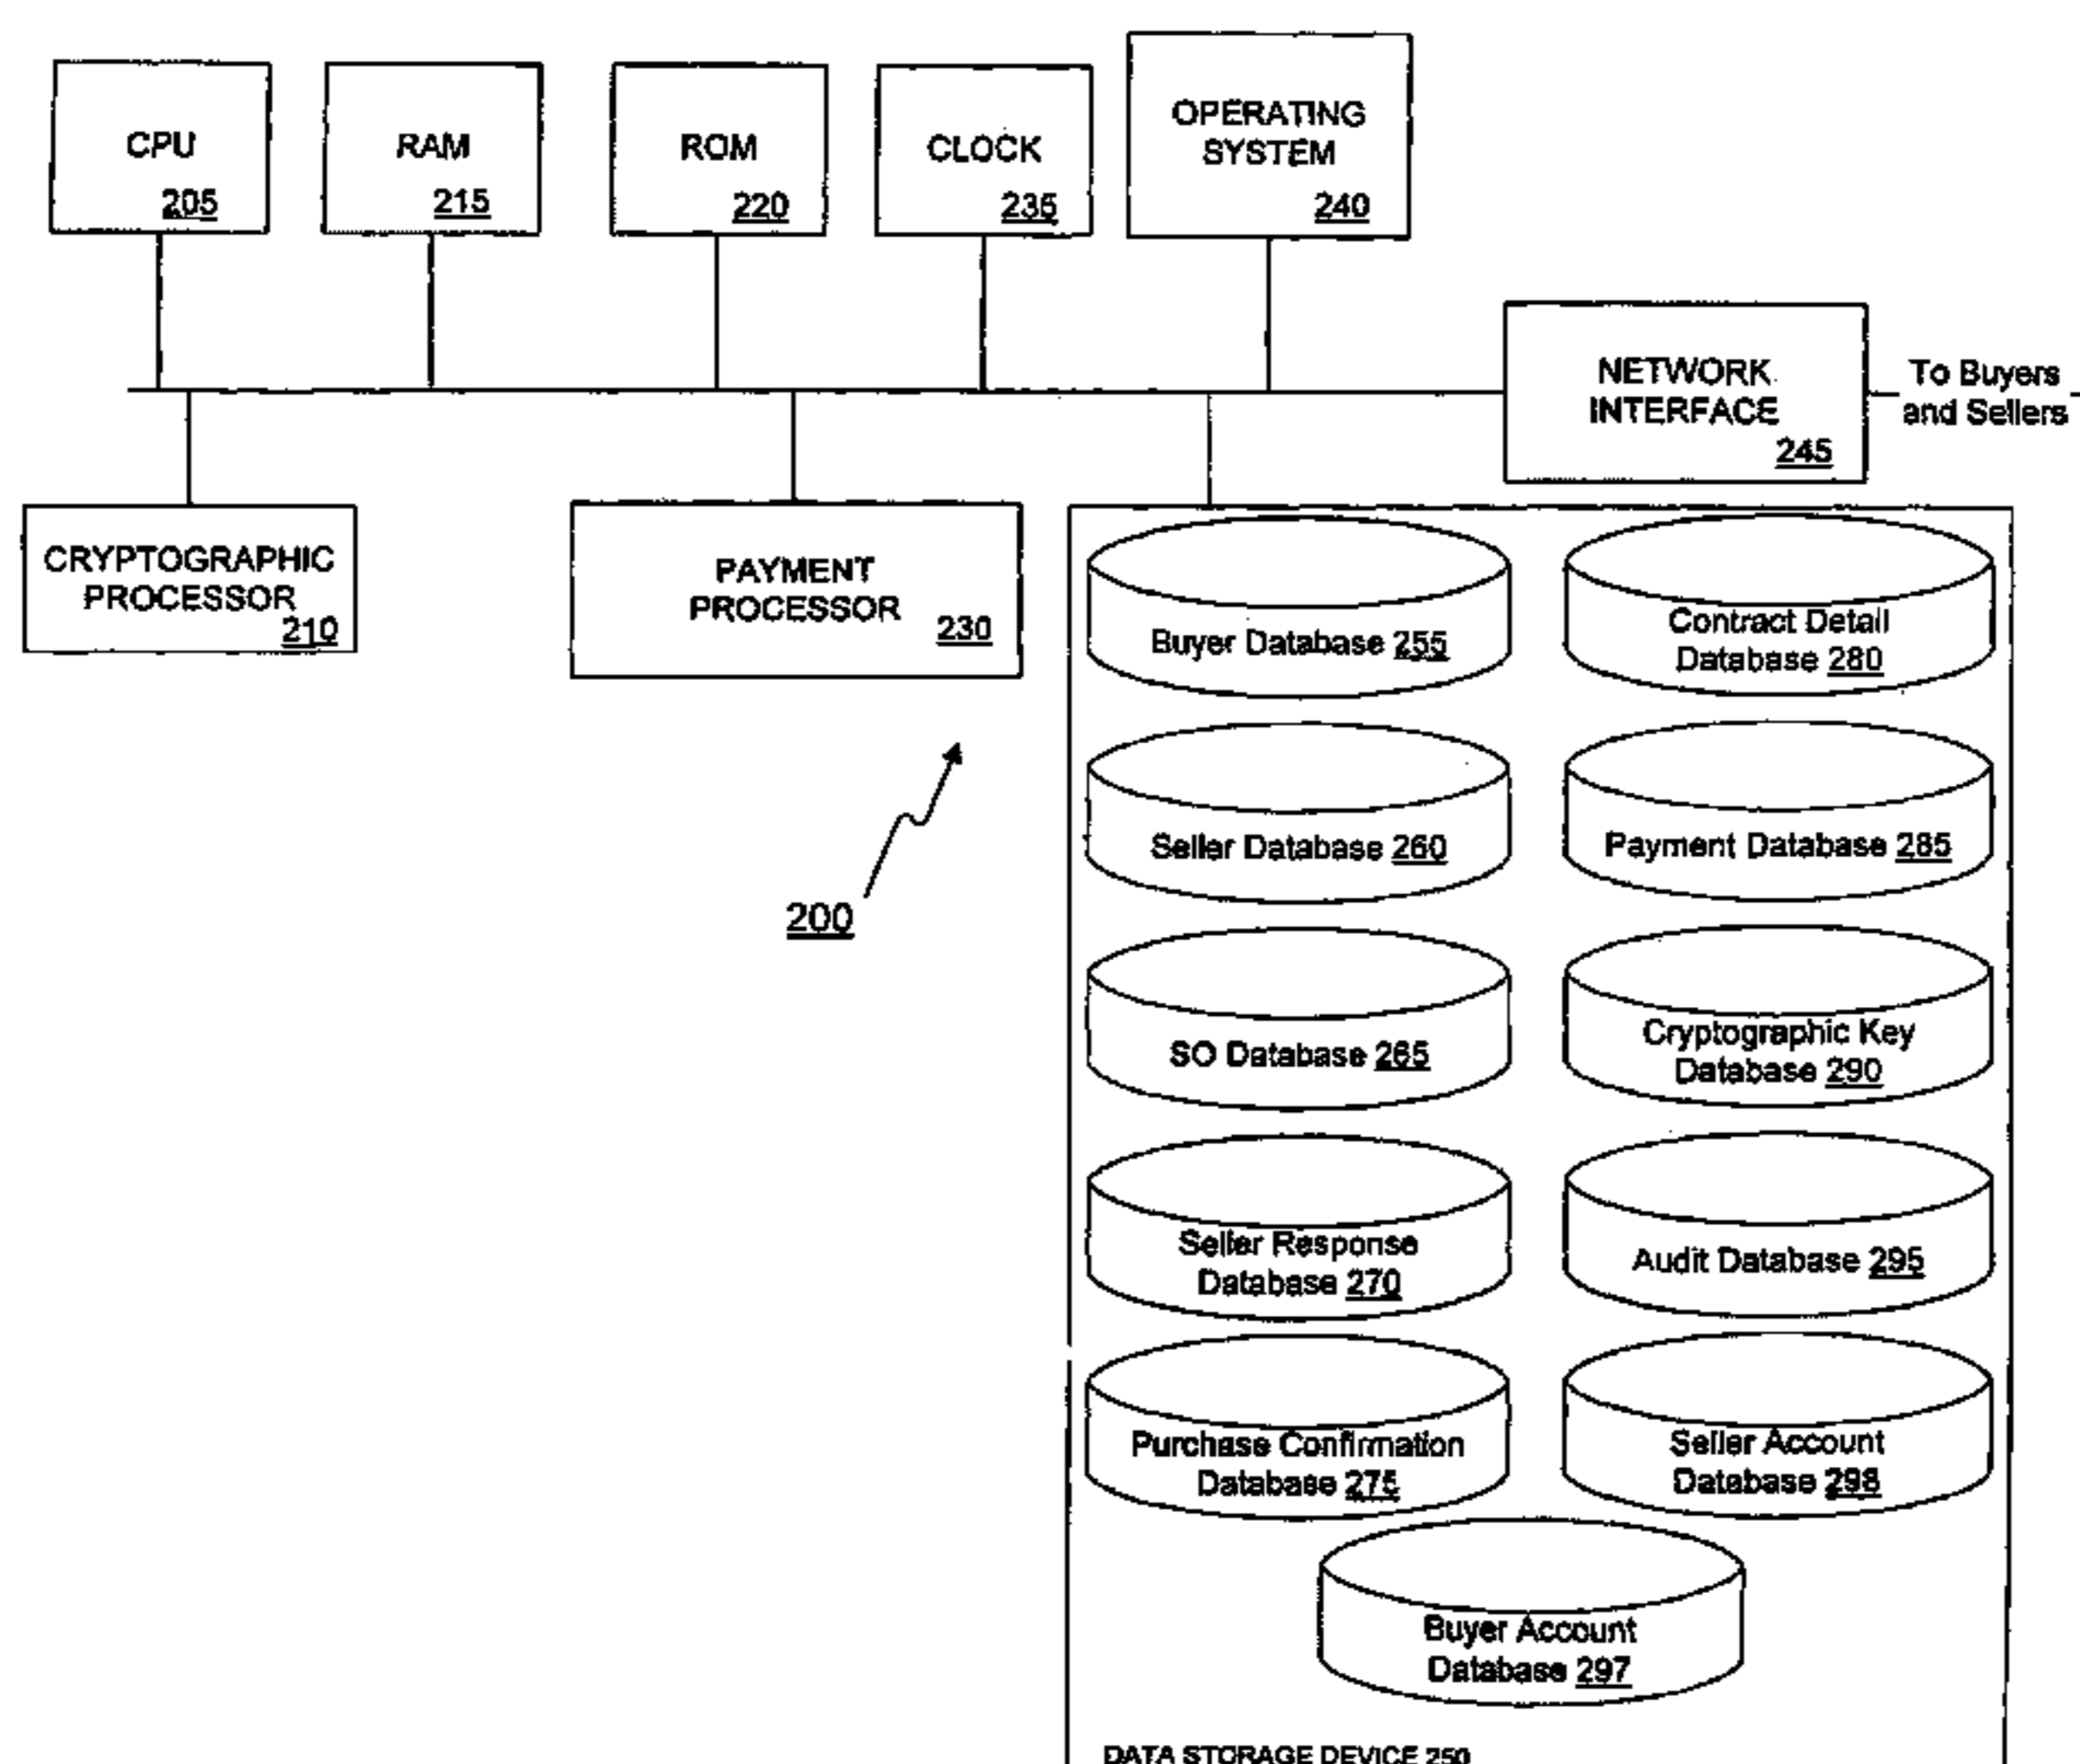 CPU
205
RAM
215
ROM
220
CLOCK
235
OPERATING
SYSTEM
240
NETWORK
INTERFACE
245
To Buyers
and Sellers
CRYPTOGRAPHIC
PROCESSOR
210
PAYMENT
PROCESSOR
230
200
Buyer Database 255
Contract Detail
Database 280
Seller Database 260
Payment Database 285
SO Database 265
Cryptographic Key
Database 290
Seller Response
Database 270
Audit Database 295
Purchase Confirmation
Database 275
Seller Account
Database 298
Buyer Account
Database 297
DATA STORAGE DEVICE 250